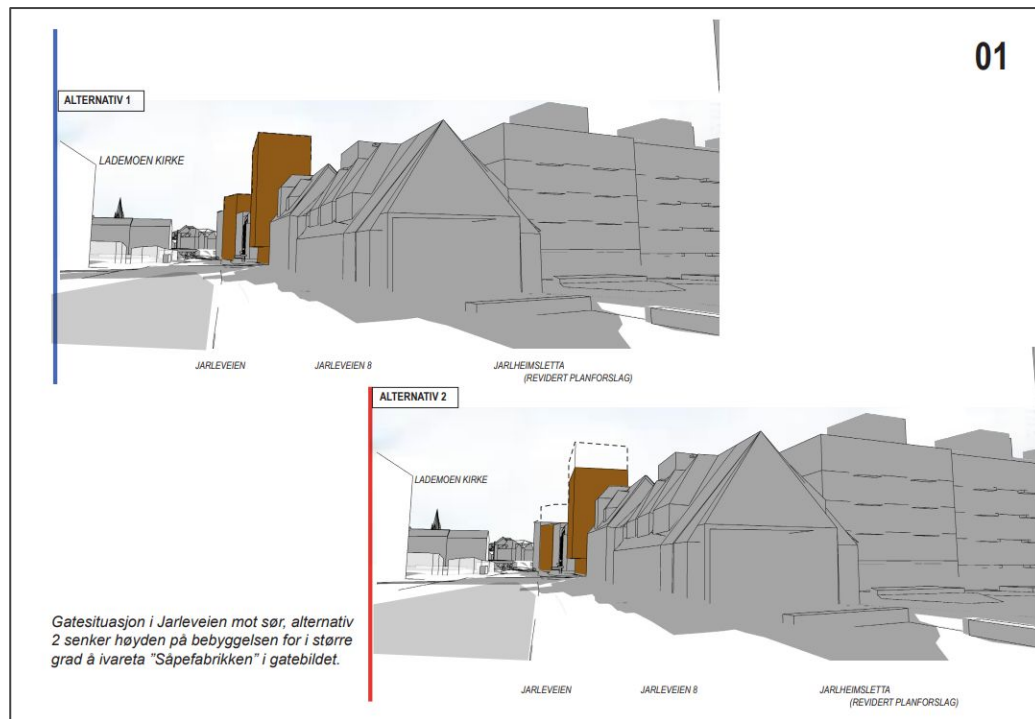 01
ALTERNATIV 1
LADEMOEN KIRKE
JARLEVEIEN
JARLEVEIEN 8
JARLHEIMSLETTA
(REVIDERT PLANFORSLAG)
ALTERNATIV 2
LADEMOEN KIRKE
Gatesituasjon i Jarleveien mot sør, alternativ
2 senker høyden på bebyggelsen for i større
grad å ivareta "Såpefabrikken" i gatebildet.
JARLEVEIEN
JARLEVEIEN 8
JARLHEIMSLETTA
(REVIDERT PLANFORSLAG)